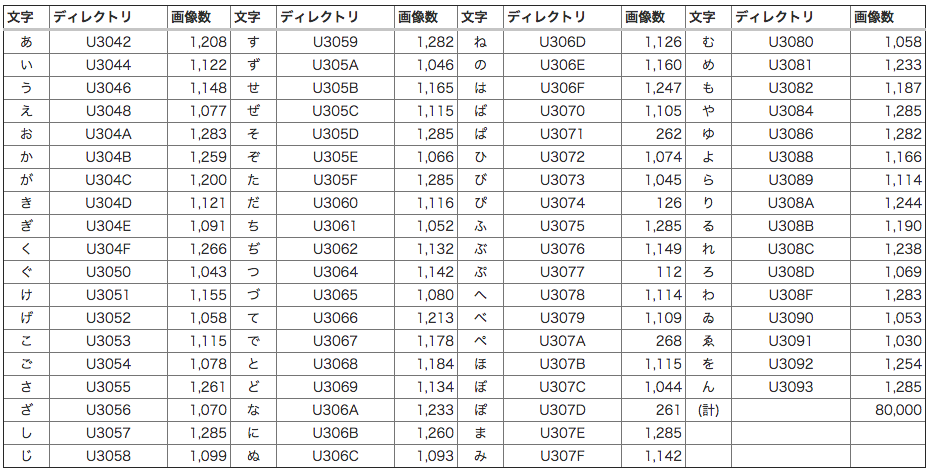 文字 ディレクトリ 画像数 文字 ディレクトリ 画像数 文字 ディレクトリ 画像数 文字 ディレクトリ 画像数
あ U3042 1,208 す U3059 1,282 ね U306D 1,126 む U3080 1,058
い U3044 1,122 ず U305A 1,046 の U306E 1,160 め U3081 1,233
う U3046 1,148 せ U305B 1,165 は U306F 1,247 も U3082 1,187
え U3048 1,077 ぜ U305C 1,115 ば U3070 1,105 や U3084 1,285
お U304A 1,283 そ U305D 1,285 ぱ U3071 262 ゆ U3086 1,282
か U304B 1,259 ぞ U305E 1,066 ひ U3072 1,074 よ U3088 1,166
が U304C 1,200 た U305F 1,285 び U3073 1,045 ら U3089 1,114
き U304D 1,121 だ U3060 1,116 ぴ U3074 126 り U308A 1,244
ぎ U304E 1,091 ち U3061 1,052 ふ U3075 1,285 る U308B 1,190
く U304F 1,266 ぢ U3062 1,132 ぶ U3076 1,149 れ U308C 1,238
ぐ U3050 1,043 つ U3064 1,142 ぷ U3077 112 ろ U308D 1,069
け U3051 1,155 づ U3065 1,080 へ U3078 1,114 わ U308F 1,283
げ U3052 1,058 て U3066 1,213 べ U3079 1,109 ゐ U3090 1,053
こ U3053 1,115 で U3067 1,178 ぺ U307A 268 ゑ U3091 1,030
ご U3054 1,078 と U3068 1,184 ほ U307B 1,115 を U3092 1,254
さ U3055 1,261 ど U3069 1,134 ぼ U307C 1,044 ん U3093 1,285
ざ U3056 1,070 な U306A 1,233 ぽ U307D 261 (計) 80,000
し U3057 1,285 に U306B 1,260 ま U307E 1,285
じ U3058 1,099 ぬ U306C 1,093 み U307F 1,142